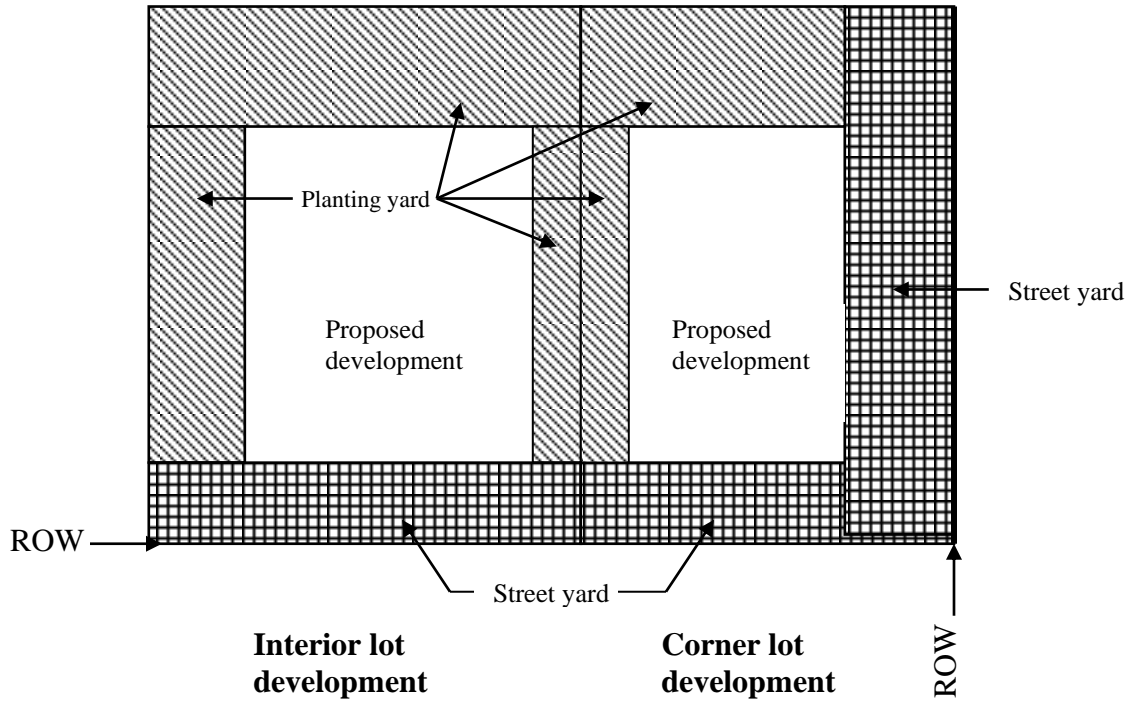 Planting yard
Street yard
Proposed
development
Proposed
development
ROW
Street yard
Interior lot
development
Corner lot
development
ROW